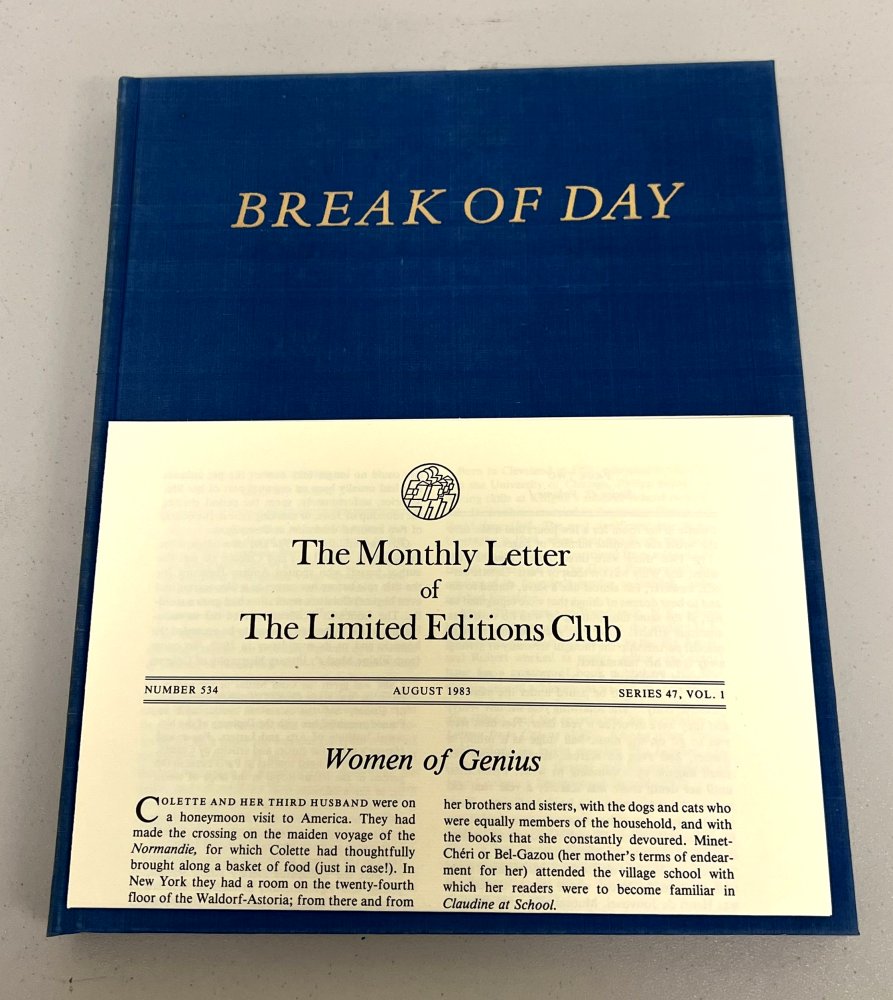 BREAK OF DAY
The Monthly Letter
of
The Limited Editions Club
NUMBER 534 AUGUST 1983 SERIES 47, VOL. 1
Women of Genius
COLETTE AND HER THIRD HUSBAND were on
a honeymoon visit to America. They had
made the crossing on the maiden voyage of the
Normandie, for which Colette had thoughtfully
brought along a basket of food (just in case!). In
New York they had a room on the twenty-fourth
floor of the Waldorf-Astoria; from there and from
her brothers and sisters, with the dogs and cats who
were equally members of the household, and with
the books that she constantly devoured. Minet-
Chéri or Bel-Gazou (her mother's terms of endear-
ment for her) attended the village school with
which her readers were to become familiar in
Claudine at School.